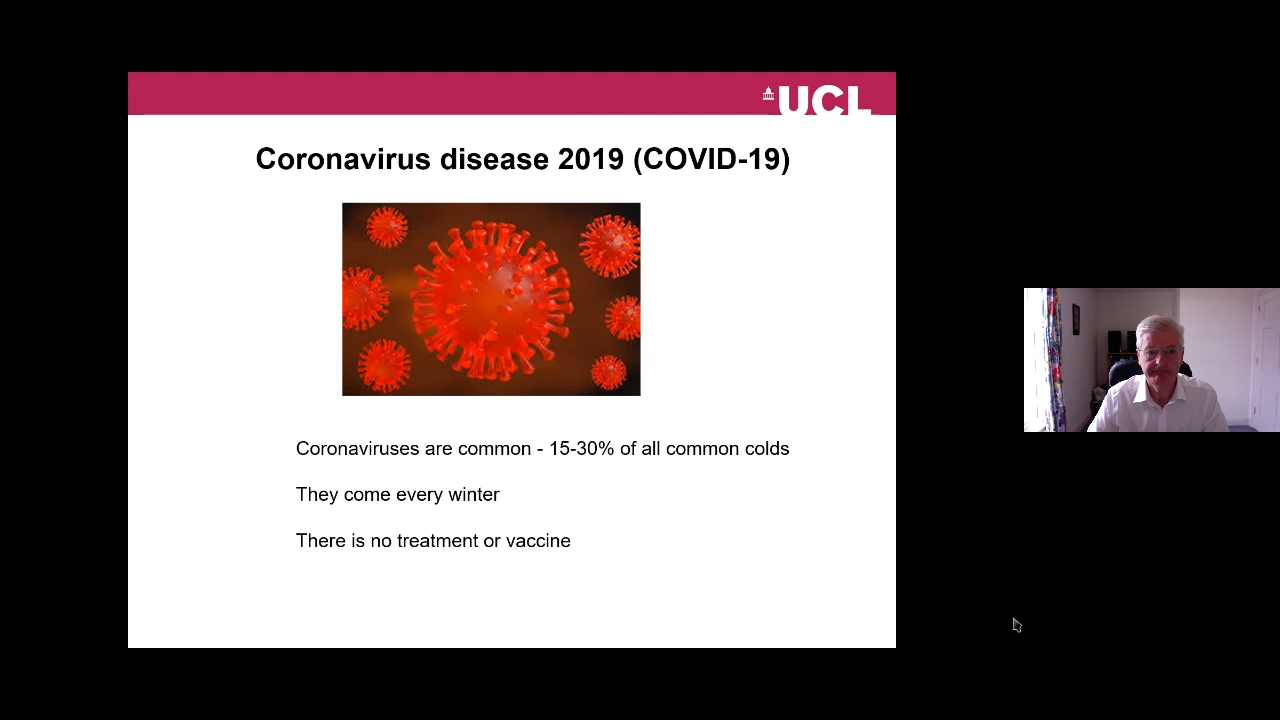 UCL
Coronavirus disease 2019 (COVID-19)
Coronaviruses are common - 15-30% of all common colds
They come every winter
There is no treatment or vaccine